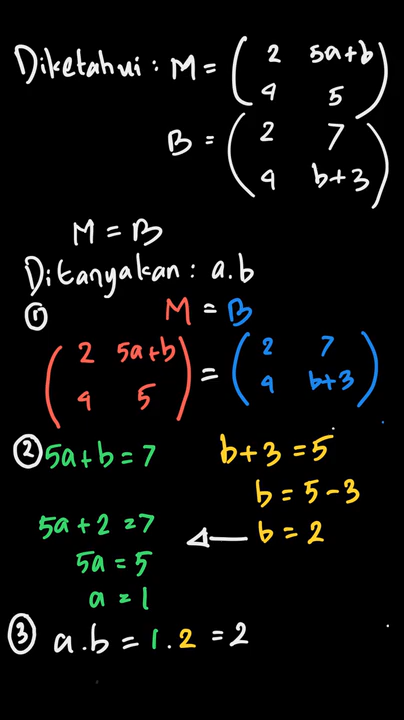 Diketahui : M = ( 2 5a+b
4 5 )
B = ( 2 7
4 b+3 )
M = B
Ditanyakan : a.b
① M = B
( 2 5a+b
4 5 ) = ( 2 7
4 b+3 )
② 5a+b = 7
b+3 = 5
b = 5-3
b = 2
5a+2 = 7
5a = 5
a = 1
③ a.b = 1.2 = 2